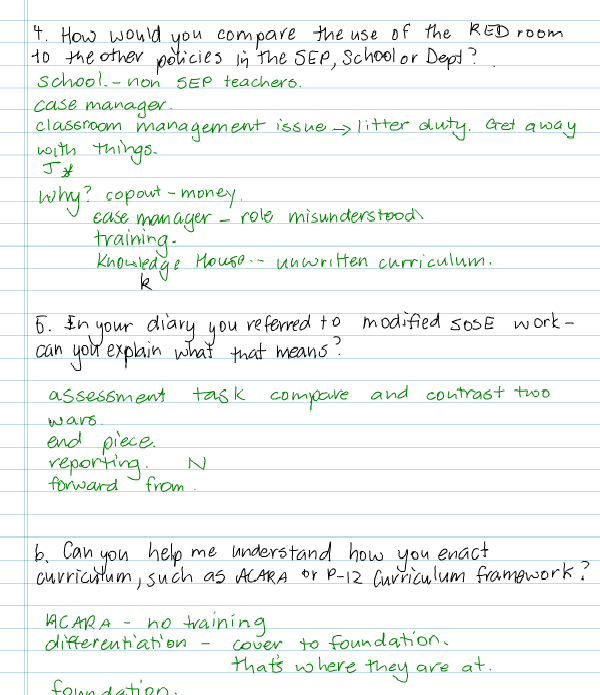 4. How would you compare the use of the RED room
to the other policies in the SEP, School or Dept?
School. - non SEP teachers.
case manager.
classroom management issue → litter duty. Get away
with things.
J*
Why? copout - money.
case manager - role misunderstood
training.
Knowledge House -- unwritten curriculum.
k
5. In your diary you referred to modified SOSE work -
can you explain what that means?
assessment task compare and contrast two
wars.
end piece.
reporting. N
forward from.
6. Can you help me understand how you enact
curriculum, such as ACARA or P-12 Curriculum framework?
ACARA - no training
differentiation - cover to foundation.
that's where they are at.
foundation.